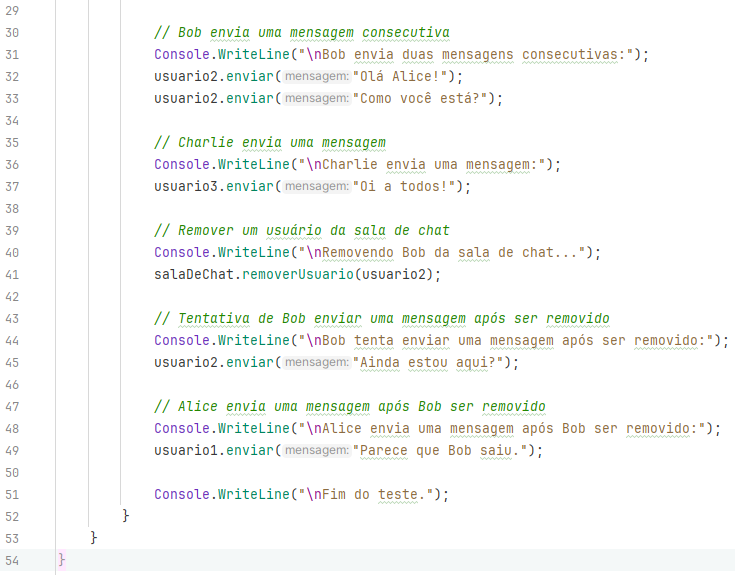 29
30 // Bob envia uma mensagem consecutiva
31 Console.WriteLine("\nBob envia duas mensagens consecutivas:");
32 usuario2.enviar(mensagem:"Olá Alice!");
33 usuario2.enviar(mensagem:"Como você está?");
34
35 // Charlie envia uma mensagem
36 Console.WriteLine("\nCharlie envia uma mensagem:");
37 usuario3.enviar(mensagem:"Oi a todos!");
38
39 // Remover um usuário da sala de chat
40 Console.WriteLine("\nRemovendo Bob da sala de chat...");
41 salaDeChat.removerUsuario(usuario2);
42
43 // Tentativa de Bob enviar uma mensagem após ser removido
44 Console.WriteLine("\nBob tenta enviar uma mensagem após ser removido:");
45 usuario2.enviar(mensagem:"Ainda estou aqui?");
46
47 // Alice envia uma mensagem após Bob ser removido
48 Console.WriteLine("\nAlice envia uma mensagem após Bob ser removido:");
49 usuario1.enviar(mensagem:"Parece que Bob saiu.");
50
51 Console.WriteLine("\nFim do teste.");
52 }
53 }
54 }